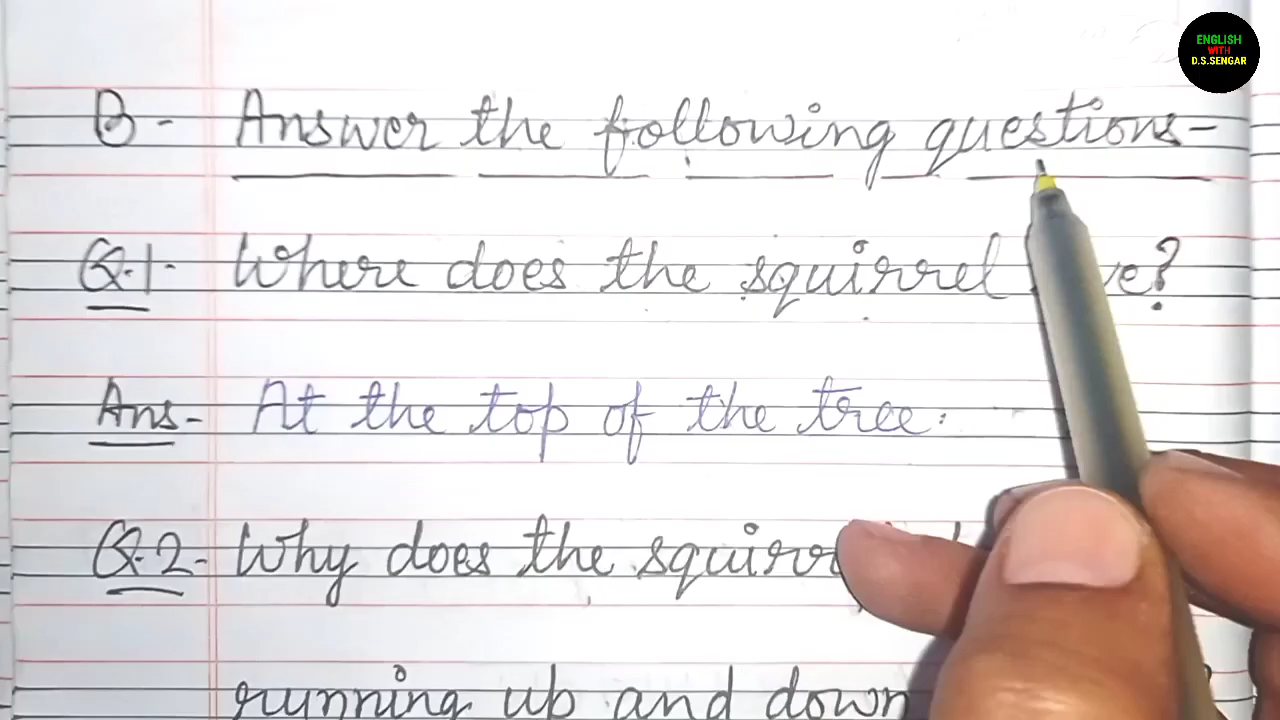 ENGLISH
WITH
D.S.SENGAR
B- Answer the following questions-
Q.1- Where does the squirrel
Ans- At the top of the tree.
Q.2- Why does the
running up and down